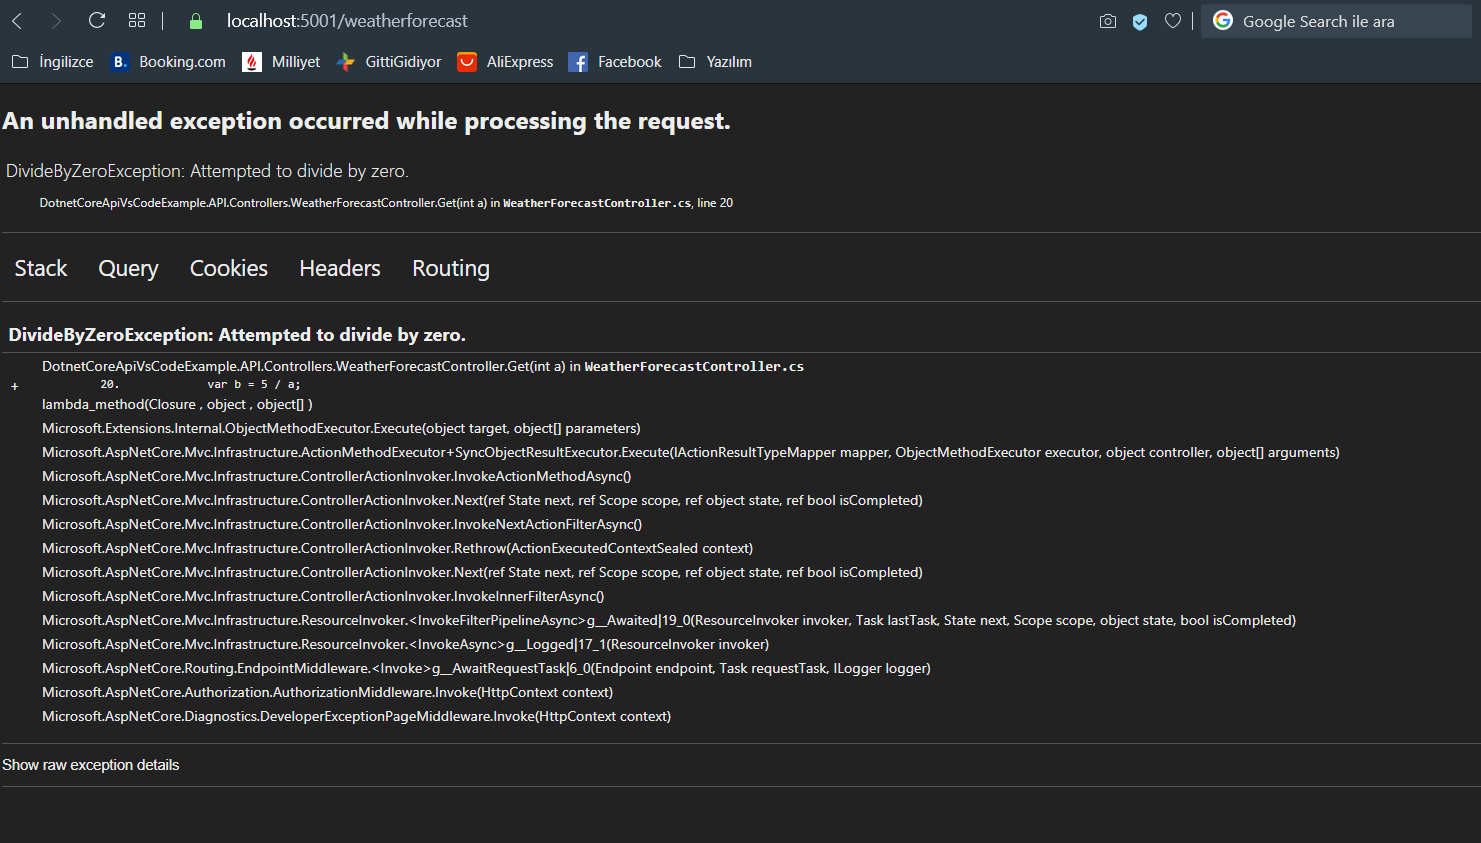 localhost:5001/weatherforecast
Google Search ile ara
İngilizce
B. Booking.com
Milliyet
GittiGidiyor
AliExpress
f Facebook
Yazılım
An unhandled exception occurred while processing the request.
DivideByZeroException: Attempted to divide by zero.
DotnetCoreApiVsCodeExample.API.Controllers.WeatherForecastController.Get(int a) in WeatherForecastController.cs, line 20
Stack Query Cookies Headers Routing
DivideByZeroException: Attempted to divide by zero.
DotnetCoreApiVsCodeExample.API.Controllers.WeatherForecastController.Get(int a) in WeatherForecastController.cs
+ 20. var b = 5 / a;
lambda_method(Closure , object , object[] )
Microsoft.Extensions.Internal.ObjectMethodExecutor.Execute(object target, object[] parameters)
Microsoft.AspNetCore.Mvc.Infrastructure.ActionMethodExecutor+SyncObjectResultExecutor.Execute(IActionResultTypeMapper mapper, ObjectMethodExecutor executor, object controller, object[] arguments)
Microsoft.AspNetCore.Mvc.Infrastructure.ControllerActionInvoker.InvokeActionMethodAsync()
Microsoft.AspNetCore.Mvc.Infrastructure.ControllerActionInvoker.Next(ref State next, ref Scope scope, ref object state, ref bool isCompleted)
Microsoft.AspNetCore.Mvc.Infrastructure.ControllerActionInvoker.InvokeNextActionFilterAsync()
Microsoft.AspNetCore.Mvc.Infrastructure.ControllerActionInvoker.Rethrow(ActionExecutedContextSealed context)
Microsoft.AspNetCore.Mvc.Infrastructure.ControllerActionInvoker.Next(ref State next, ref Scope scope, ref object state, ref bool isCompleted)
Microsoft.AspNetCore.Mvc.Infrastructure.ControllerActionInvoker.InvokeInnerFilterAsync()
Microsoft.AspNetCore.Mvc.Infrastructure.ResourceInvoker.<InvokeFilterPipelineAsync>g__Awaited|19_0(ResourceInvoker invoker, Task lastTask, State next, Scope scope, object state, bool isCompleted)
Microsoft.AspNetCore.Mvc.Infrastructure.ResourceInvoker.<InvokeAsync>g__Logged|17_1(ResourceInvoker invoker)
Microsoft.AspNetCore.Routing.EndpointMiddleware.<Invoke>g__AwaitRequestTask|6_0(Endpoint endpoint, Task requestTask, ILogger logger)
Microsoft.AspNetCore.Authorization.AuthorizationMiddleware.Invoke(HttpContext context)
Microsoft.AspNetCore.Diagnostics.DeveloperExceptionPageMiddleware.Invoke(HttpContext context)
Show raw exception details